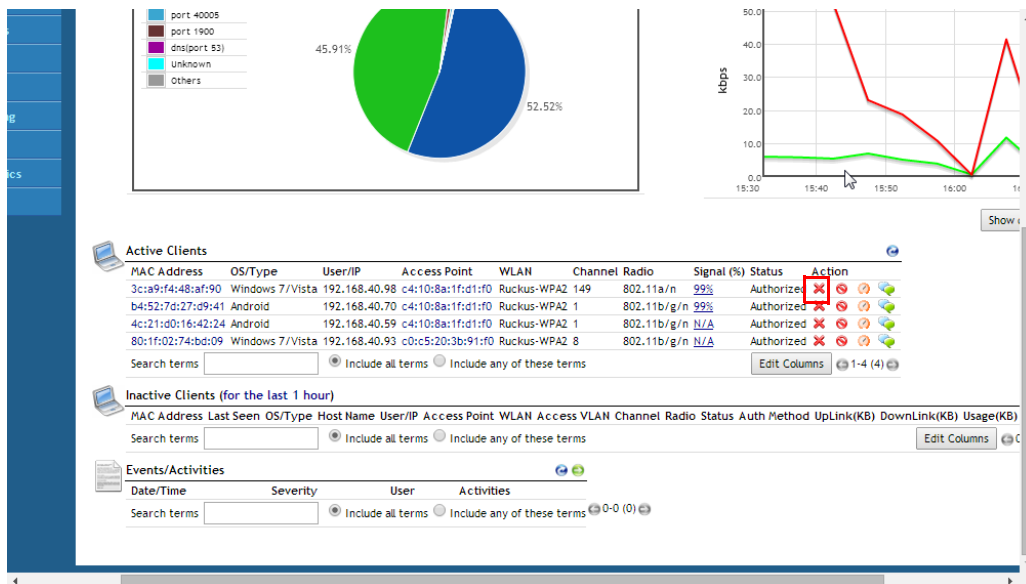 port 40005
port 1900
dns(port 53)
Unknown
Others
45.91%
52.52%
kbps
50.0
40.0
30.0
20.0
10.0
0.0
15:30 15:40 15:50 16:00
g
ics
Show
Active Clients
MAC Address OS/Type User/IP Access Point WLAN Channel Radio Signal (%) Status Action
3c:a9:f4:48:af:90 Windows 7/Vista 192.168.40.98 c4:10:8a:1f:d1:f0 Ruckus-WPA2 149 802.11a/n 99% Authorized
b4:52:7d:27:d9:41 Android 192.168.40.70 c4:10:8a:1f:d1:f0 Ruckus-WPA2 1 802.11b/g/n 99% Authorized
4c:21:d0:16:42:24 Android 192.168.40.59 c4:10:8a:1f:d1:f0 Ruckus-WPA2 1 802.11b/g/n N/A Authorized
80:1f:02:74:bd:09 Windows 7/Vista 192.168.40.93 c0:c5:20:3b:91:f0 Ruckus-WPA2 8 802.11b/g/n N/A Authorized
Search terms Include all terms Include any of these terms Edit Columns 1-4 (4)
Inactive Clients (for the last 1 hour)
MAC Address Last Seen OS/Type Host Name User/IP Access Point WLAN Access VLAN Channel Radio Status Auth Method UpLink(KB) DownLink(KB) Usage(KB)
Search terms Include all terms Include any of these terms Edit Columns
Events/Activities
Date/Time Severity User Activities
Search terms Include all terms Include any of these terms 0-0 (0)